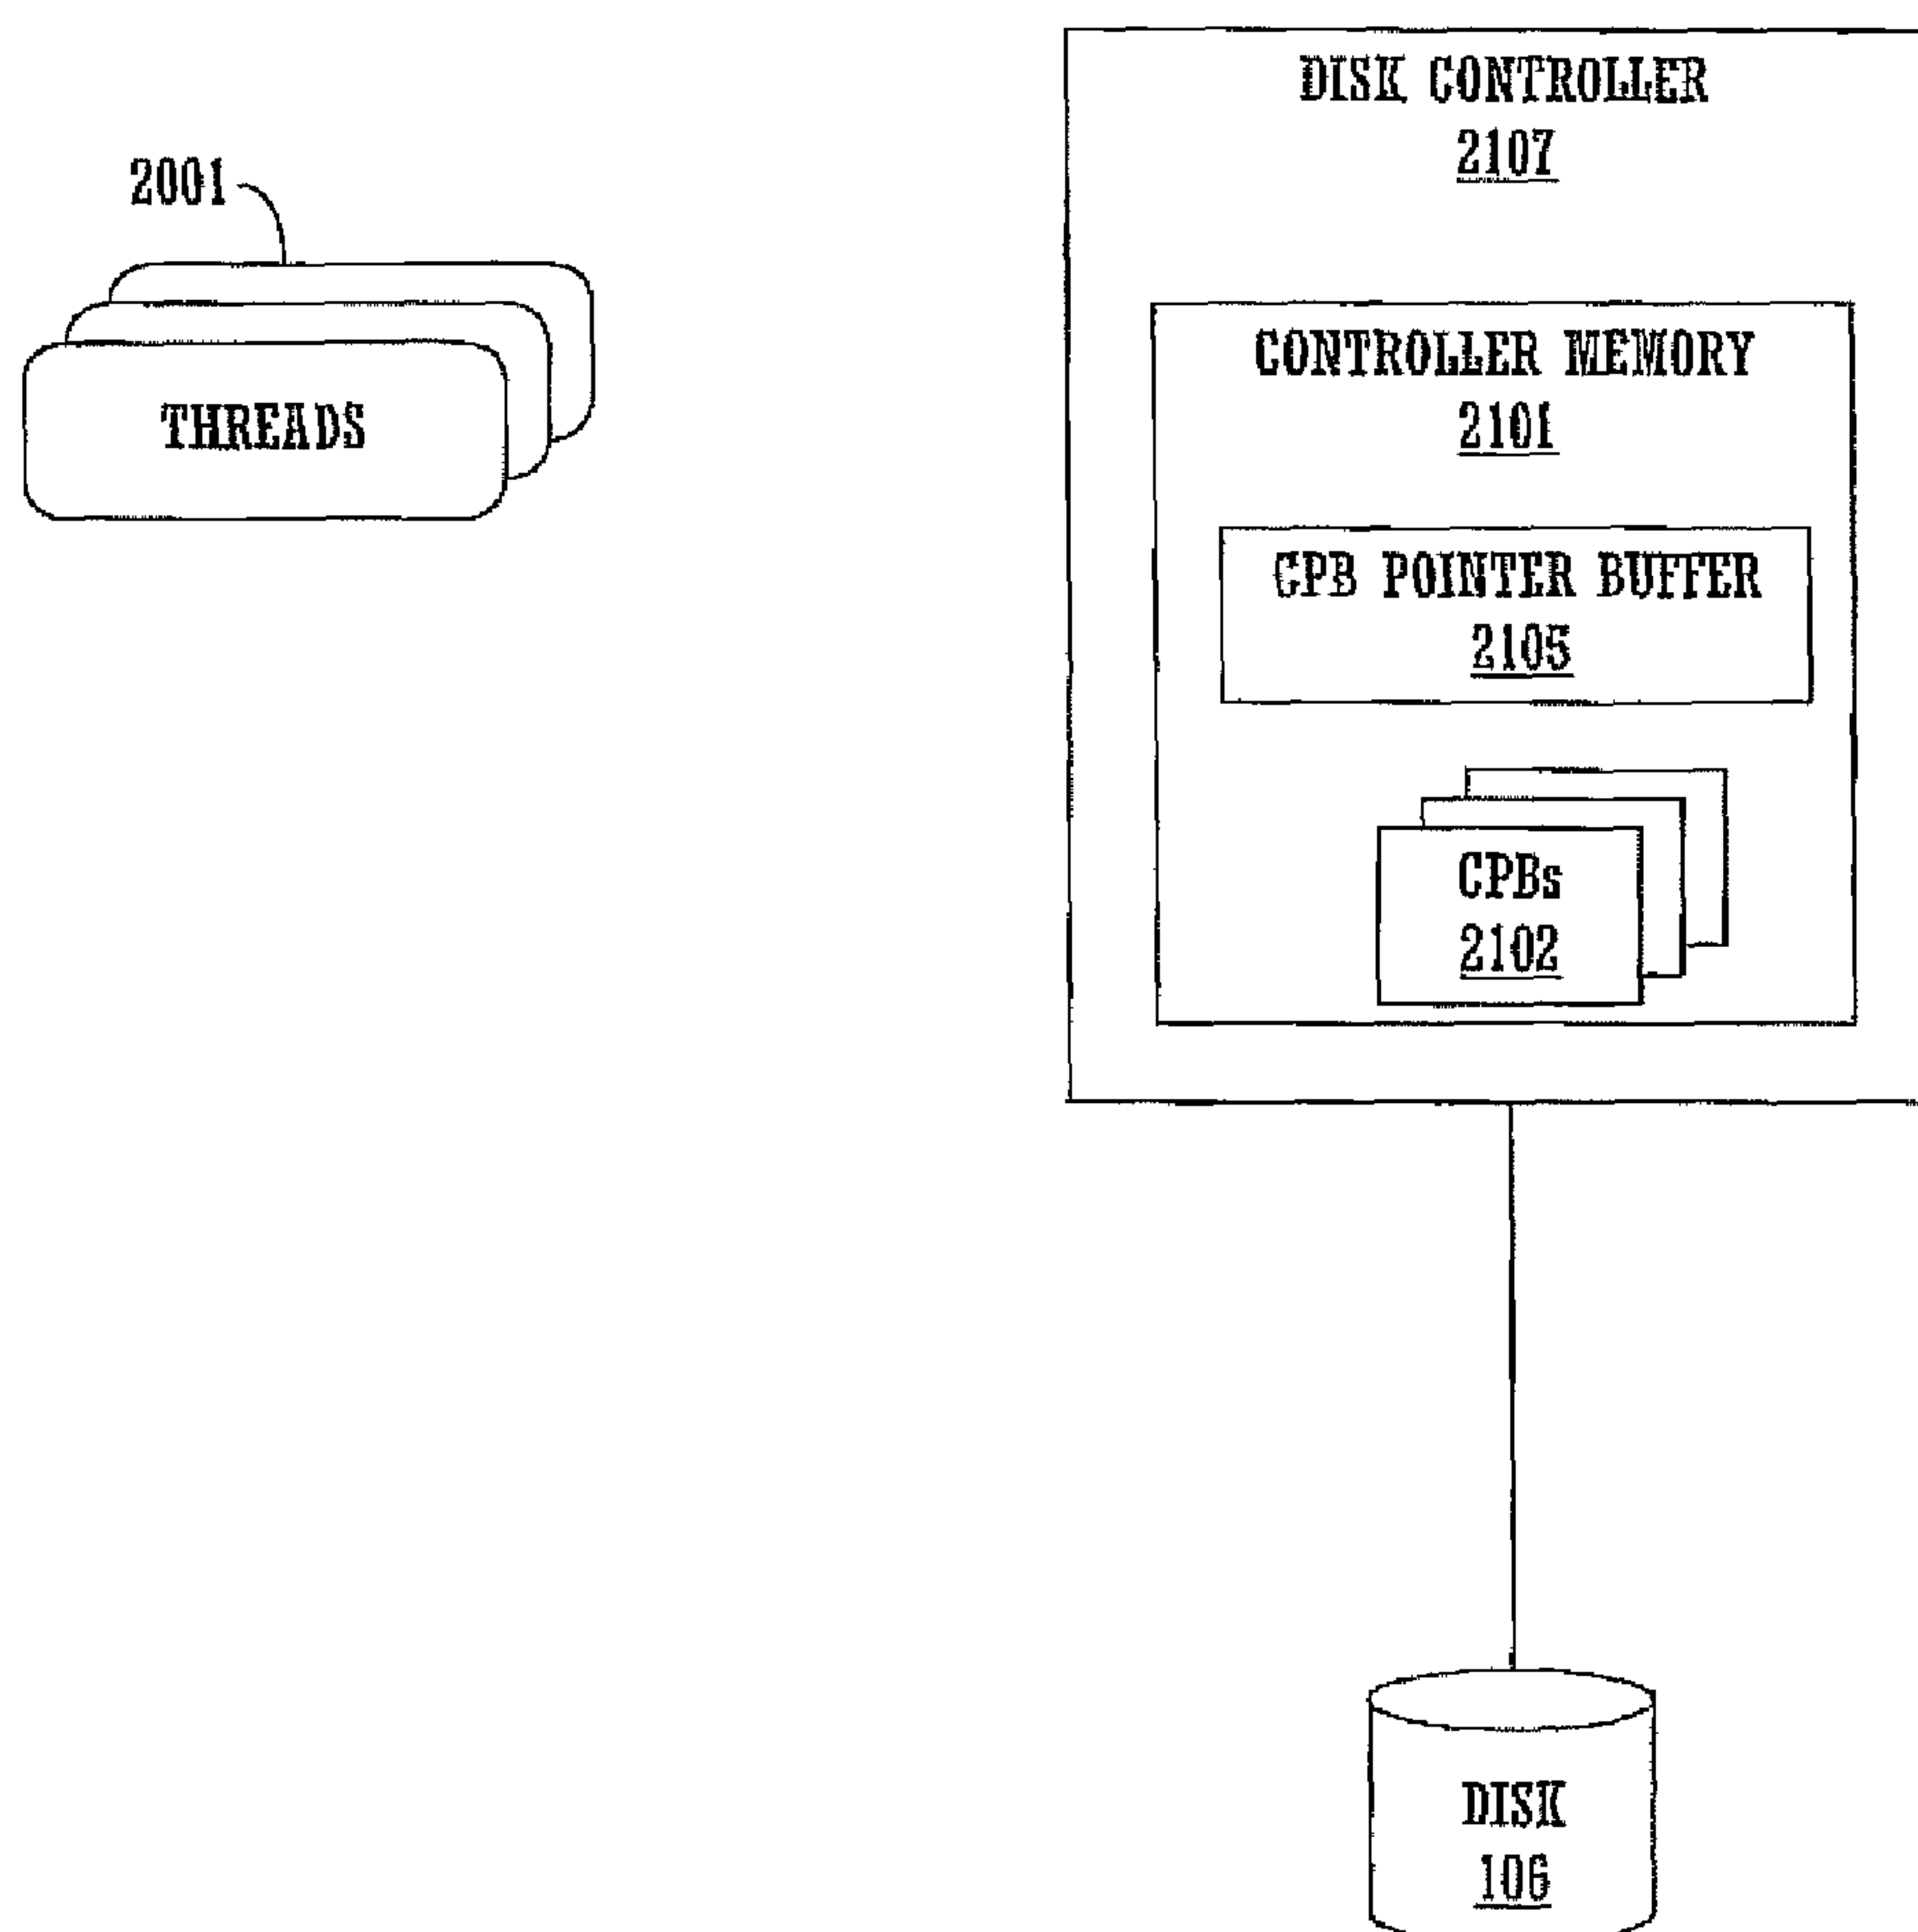 DISK CONTROLLER
2107
2001
THREADS
CONTROLLER MEMORY
2101
CPB POINTER BUFFER
2105
CPBs
2102
DISK
106